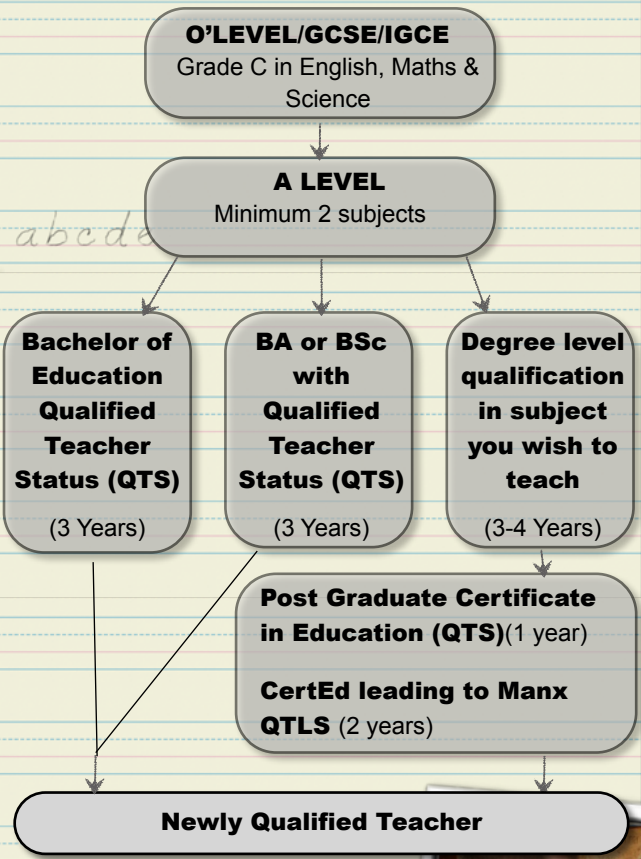 O'LEVEL/GCSE/IGCE
Grade C in English, Maths &
Science
A LEVEL
Minimum 2 subjects
abcde
Bachelor of
Education
Qualified
Teacher
Status (QTS)
(3 Years)
BA or BSc
with
Qualified
Teacher
Status (QTS)
(3 Years)
Degree level
qualification
in subject
you wish to
teach
(3-4 Years)
Post Graduate Certificate
in Education (QTS)(1 year)
CertEd leading to Manx
QTLS (2 years)
Newly Qualified Teacher